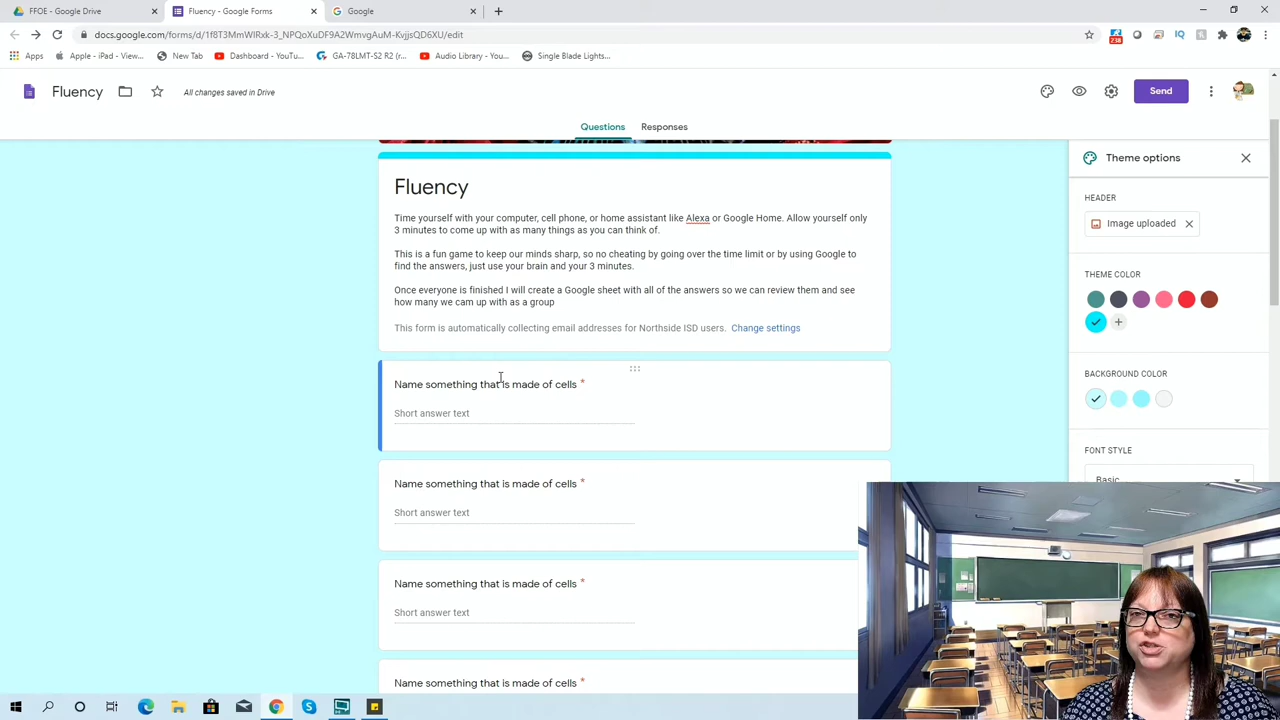 FFOE - Google Drive
Fluency - Google Forms
Google
docs.google.com/forms/d/1f8T3MmWIRxk-3_NPQoXuDF9A2WmvgAuM-KvjjsQD6XU/edit
238
Apps
Apple - iPad - View...
New Tab
Dashboard - YouTu...
GA-78LMT-S2 R2 (r...
Audio Library - You...
Single Blade Lights...
Fluency
All changes saved in Drive
Send
Questions
Responses
Theme options
Fluency
Time yourself with your computer, cell phone, or home assistant like Alexa or Google Home. Allow yourself only
3 minutes to come up with as many things as you can think of.
This is a fun game to keep our minds sharp, so no cheating by going over the time limit or by using Google to
find the answers, just use your brain and your 3 minutes.
Once everyone is finished I will create a Google sheet with all of the answers so we can review them and see
how many we cam up with as a group
This form is automatically collecting email addresses for Northside ISD users. Change settings
Name something that is made of cells *
Short answer text
Name something that is made of cells *
Short answer text
Name something that is made of cells *
Short answer text
Name something that is made of cells *
HEADER
Image uploaded
THEME COLOR
BACKGROUND COLOR
FONT STYLE
Basic